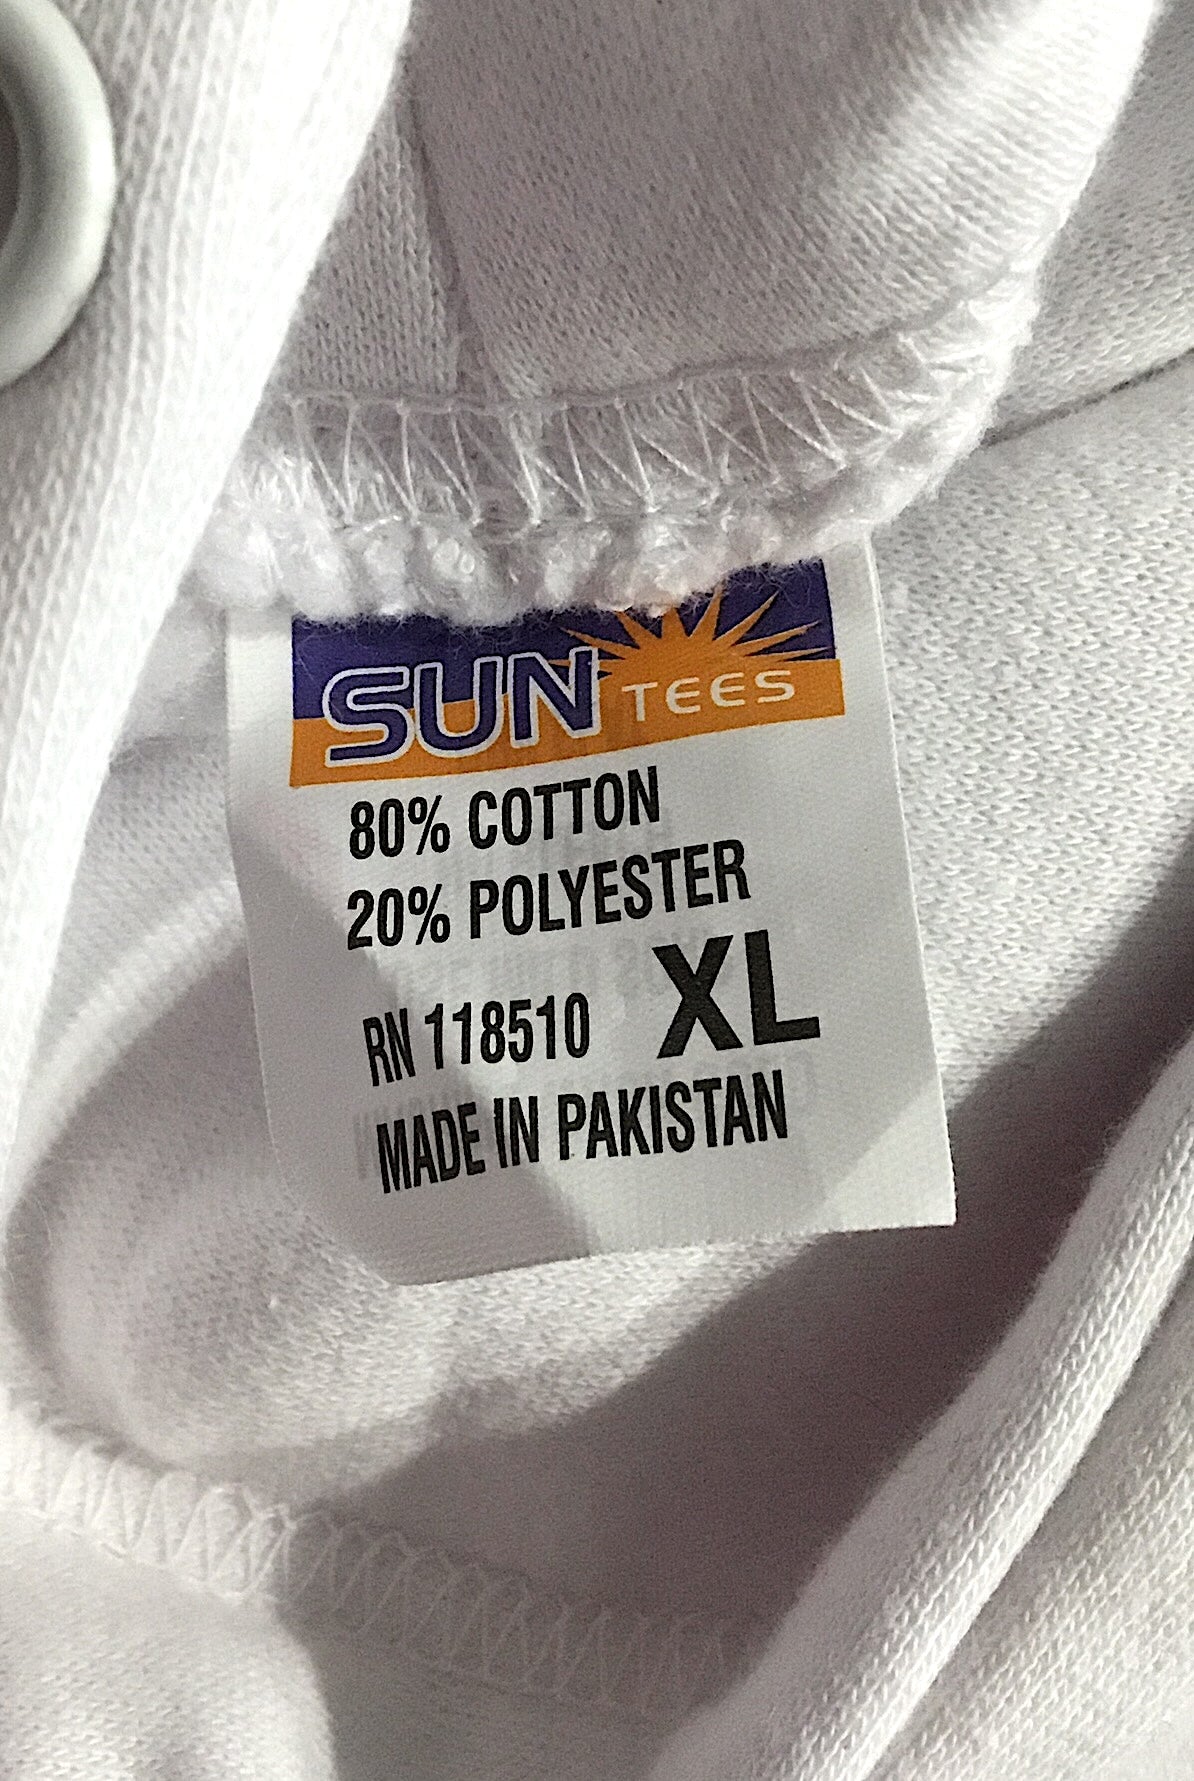 SUN TEES
80% COTTON
20% POLYESTER
RN 118510 XL
MADE IN PAKISTAN